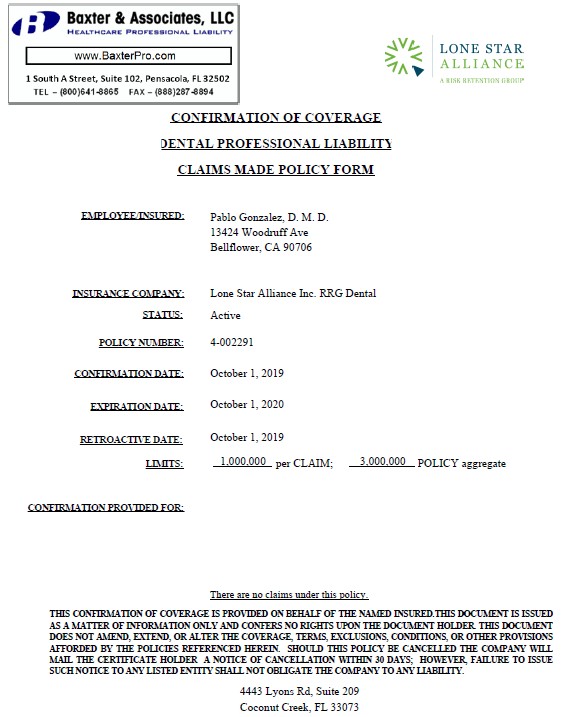 Baxter & Associates, LLC
HEALTHCARE PROFESSIONAL LIABILITY
www.BaxterPro.com
1 South A Street, Suite 102, Pensacola, FL 32502
TEL – (800)641-8865 FAX – (888)287-8894
LONE STAR
ALLIANCE
A RISK RETENTION GROUP
CONFIRMATION OF COVERAGE
DENTAL PROFESSIONAL LIABILITY
CLAIMS MADE POLICY FORM
EMPLOYEE/INSURED: Pablo Gonzalez, D. M. D.
13424 Woodruff Ave
Bellflower, CA 90706
INSURANCE COMPANY: Lone Star Alliance Inc. RRG Dental
STATUS: Active
POLICY NUMBER: 4-002291
CONFIRMATION DATE: October 1, 2019
EXPIRATION DATE: October 1, 2020
RETROACTIVE DATE: October 1, 2019
LIMITS: 1,000,000 per CLAIM; 3,000,000 POLICY aggregate
CONFIRMATION PROVIDED FOR:
There are no claims under this policy.
THIS CONFIRMATION OF COVERAGE IS PROVIDED ON BEHALF OF THE NAMED INSURED.THIS DOCUMENT IS ISSUED
AS A MATTER OF INFORMATION ONLY AND CONFERS NO RIGHTS UPON THE DOCUMENT HOLDER. THIS DOCUMENT
DOES NOT AMEND, EXTEND, OR ALTER THE COVERAGE, TERMS, EXCLUSIONS, CONDITIONS, OR OTHER PROVISIONS
AFFORDED BY THE POLICIES REFERENCED HEREIN. SHOULD THIS POLICY BE CANCELLED THE COMPANY WILL
MAIL THE CERTIFICATE HOLDER A NOTICE OF CANCELLATION WITHIN 30 DAYS; HOWEVER, FAILURE TO ISSUE
SUCH NOTICE TO ANY LISTED ENTITY SHALL NOT OBLIGATE THE COMPANY TO ANY LIABILITY.
4443 Lyons Rd, Suite 209
Coconut Creek, FL 33073